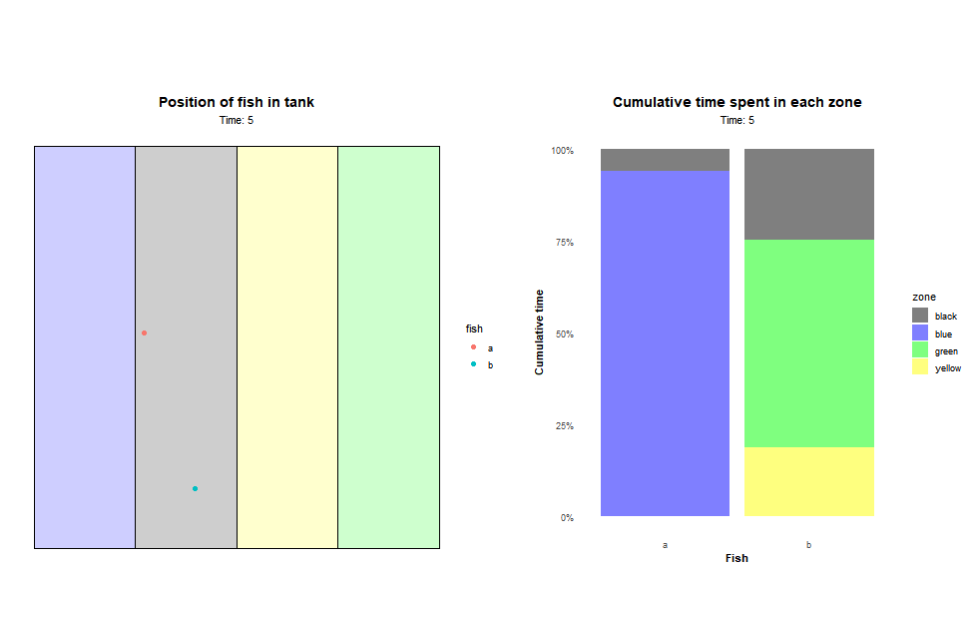 Position of fish in tank
Time: 5
fish
a
b
Cumulative time spent in each zone
Time: 5
100%
75%
50%
25%
0%
Cumulative time
a
b
Fish
zone
black
blue
green
yellow